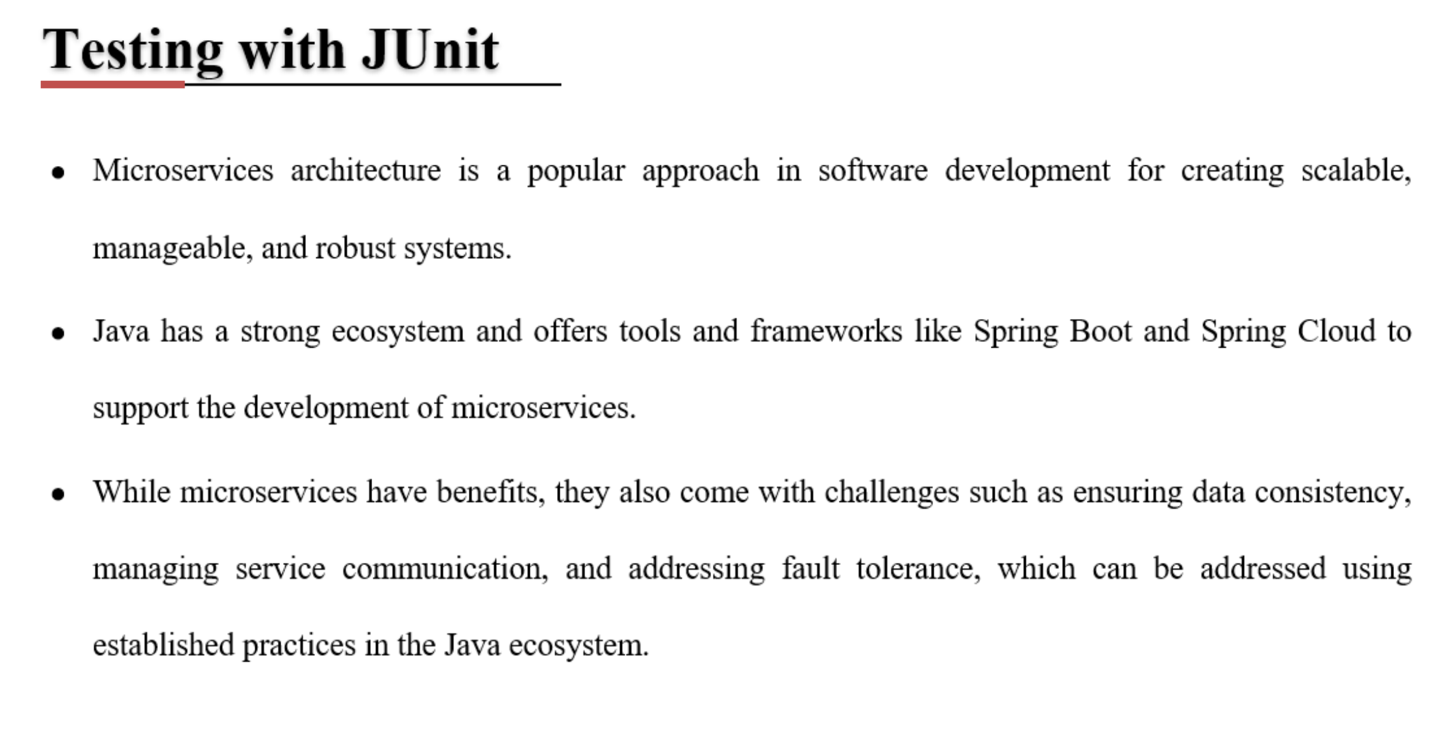 Testing with JUnit
● Microservices architecture is a popular approach in software development for creating scalable,
manageable, and robust systems.
● Java has a strong ecosystem and offers tools and frameworks like Spring Boot and Spring Cloud to
support the development of microservices.
● While microservices have benefits, they also come with challenges such as ensuring data consistency,
managing service communication, and addressing fault tolerance, which can be addressed using
established practices in the Java ecosystem.